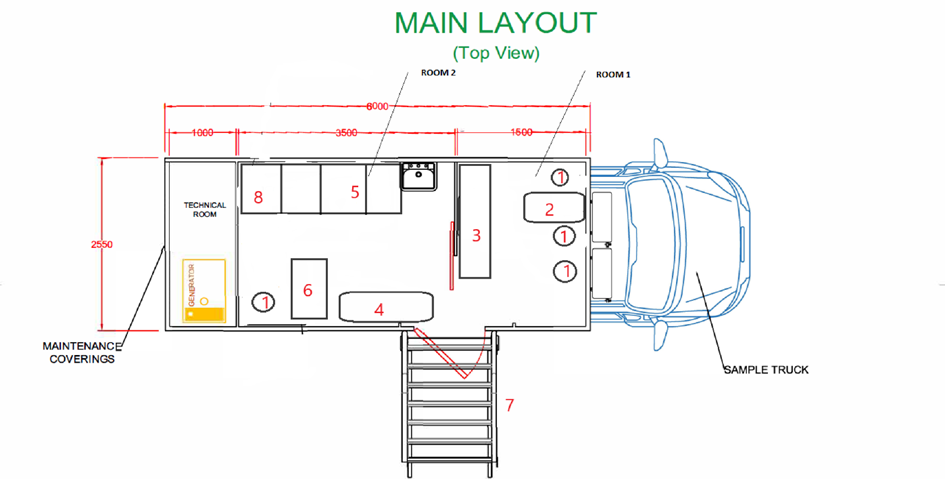 MAIN LAYOUT
(Top View)
ROOM 2
ROOM 1
6000
1000
3500
1500
2550
TECHNICAL
ROOM
GENERATOR
8
5
3
1
2
1
1
1
6
4
7
MAINTENANCE
COVERINGS
SAMPLE TRUCK